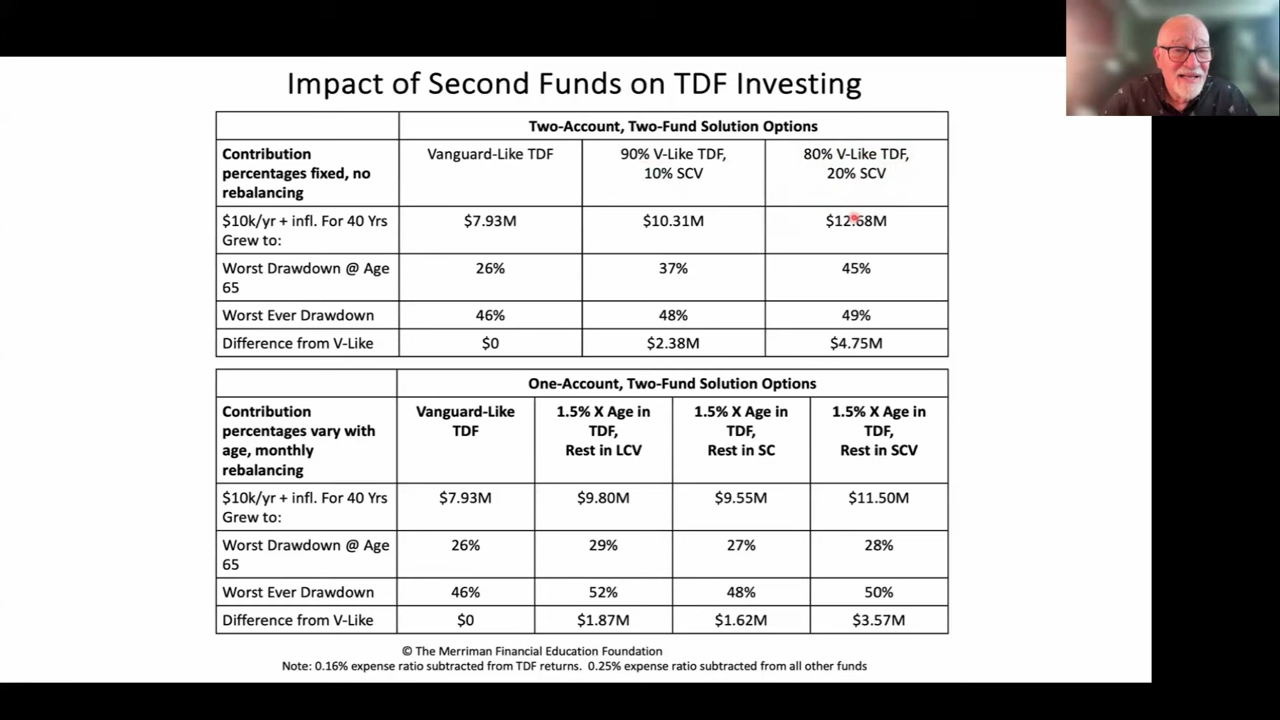 Impact of Second Funds on TDF Investing
Two-Account, Two-Fund Solution Options
Contribution
percentages fixed, no
rebalancing
Vanguard-Like TDF
90% V-Like TDF,
10% SCV
80% V-Like TDF,
20% SCV
$10k/yr + infl. For 40 Yrs
Grew to:
$7.93M
$10.31M
$12.68M
Worst Drawdown @ Age
65
26%
37%
45%
Worst Ever Drawdown
46%
48%
49%
Difference from V-Like
$0
$2.38M
$4.75M
One-Account, Two-Fund Solution Options
Contribution
percentages vary with
age, monthly
rebalancing
Vanguard-Like
TDF
1.5% X Age in
TDF,
Rest in LCV
1.5% X Age in
TDF,
Rest in SC
1.5% X Age in
TDF,
Rest in SCV
$10k/yr + infl. For 40 Yrs
Grew to:
$7.93M
$9.80M
$9.55M
$11.50M
Worst Drawdown @ Age
65
26%
29%
27%
28%
Worst Ever Drawdown
46%
52%
48%
50%
Difference from V-Like
$0
$1.87M
$1.62M
$3.57M
© The Merriman Financial Education Foundation
Note: 0.16% expense ratio subtracted from TDF returns. 0.25% expense ratio subtracted from all other funds